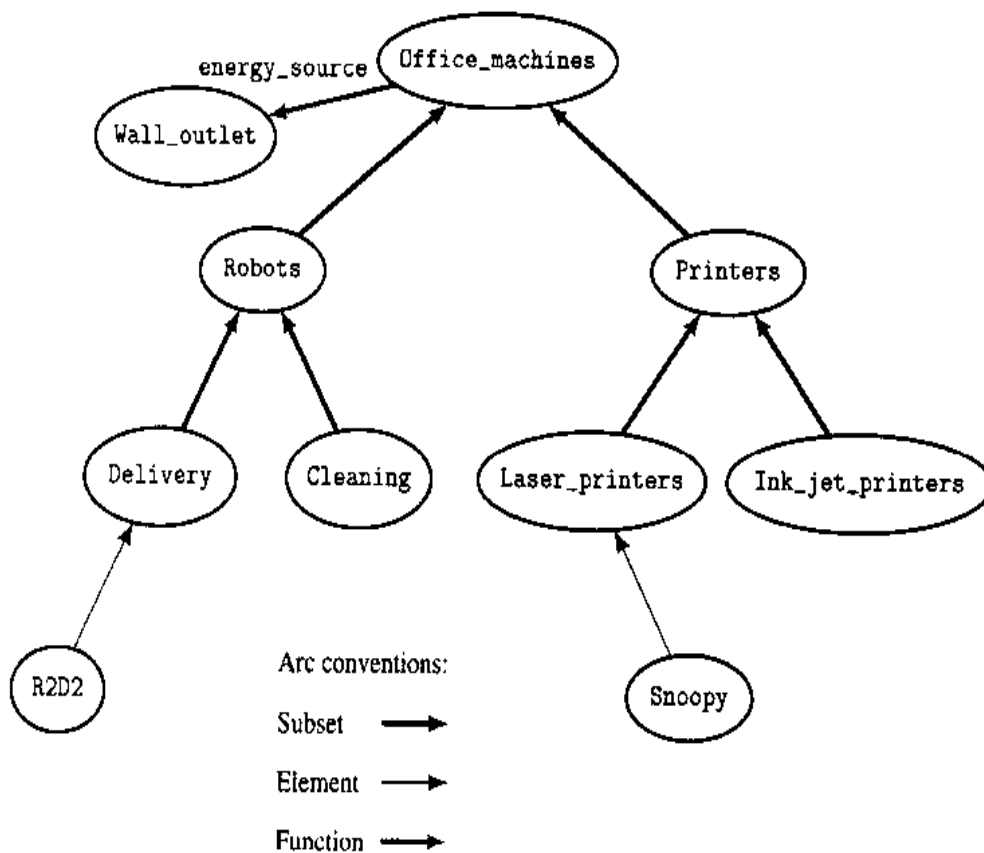 Office_machines
energy_source
Wall_outlet
Robots
Printers
Delivery
Cleaning
Laser_printers
Ink_jet_printers
R2D2
Snoopy
Arc conventions:
Subset
Element
Function